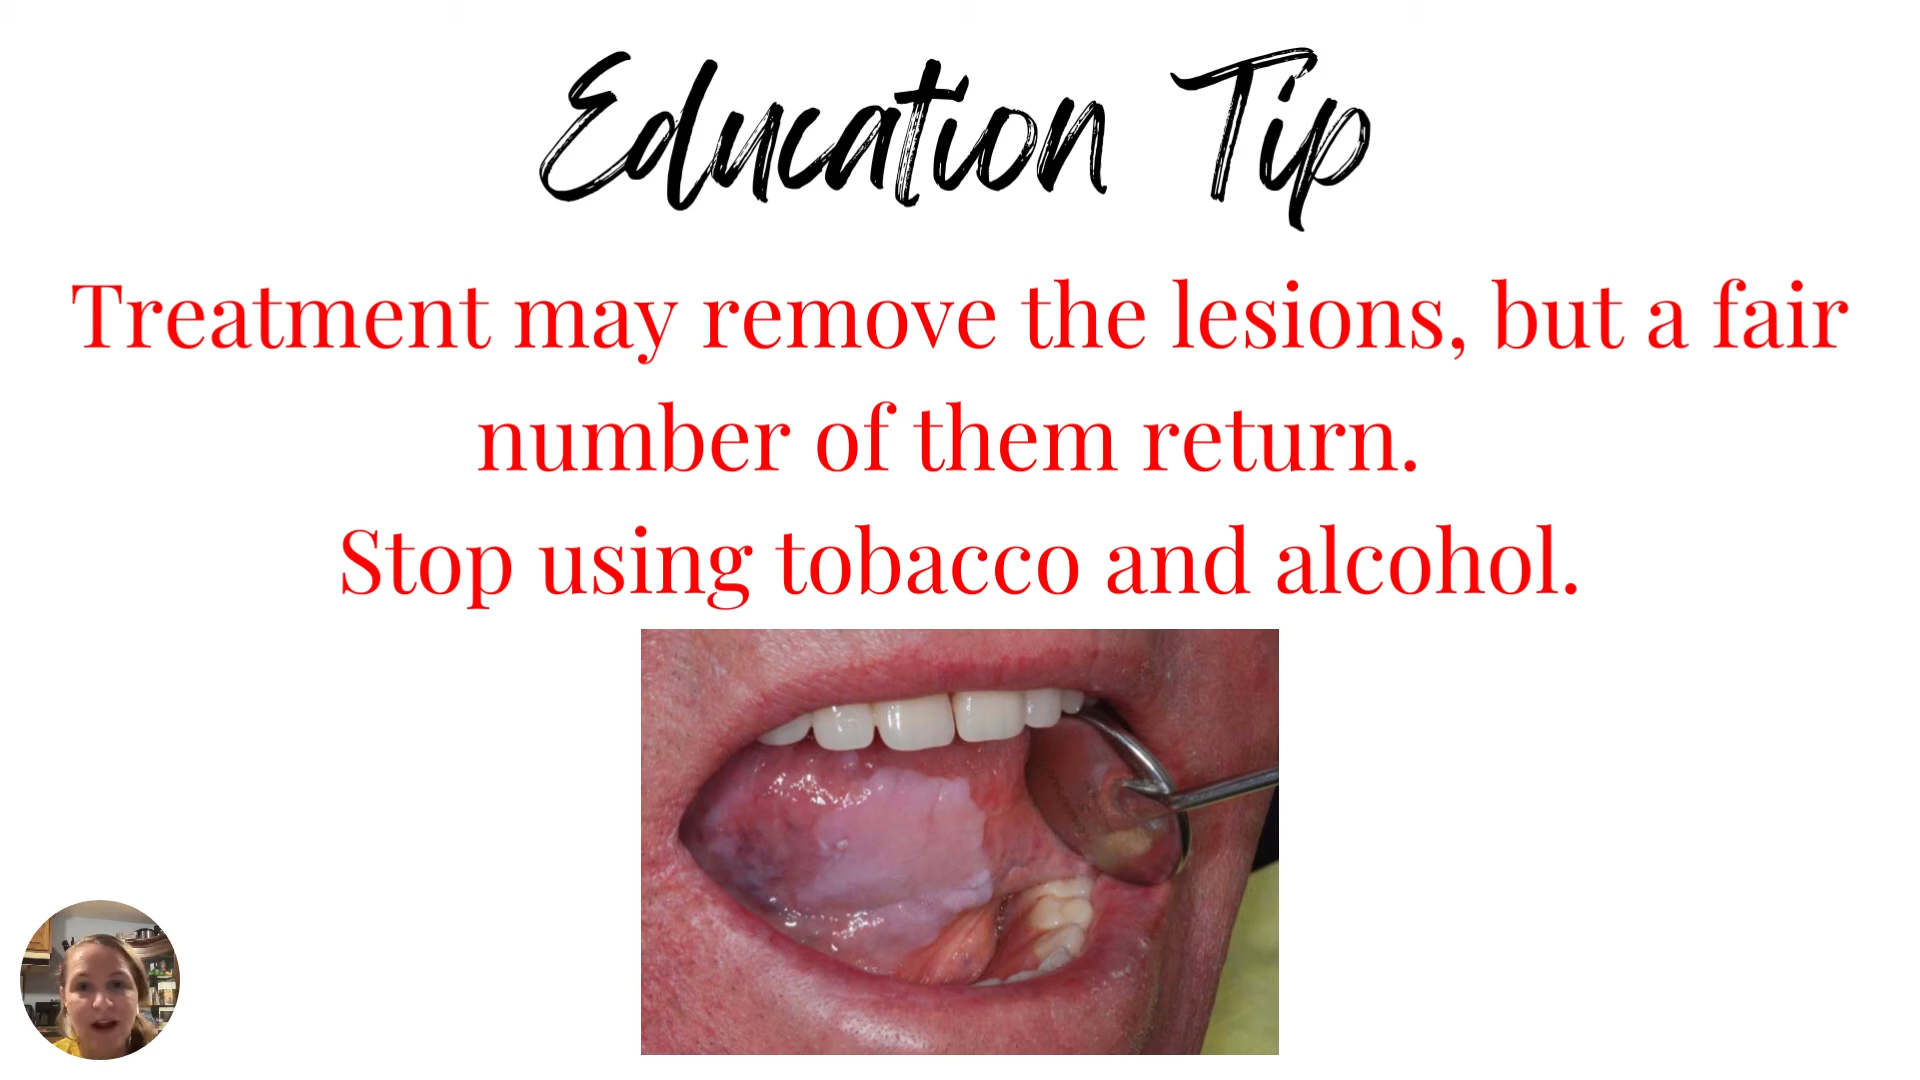 Education Tip
Treatment may remove the lesions, but a fair
number of them return.
Stop using tobacco and alcohol.